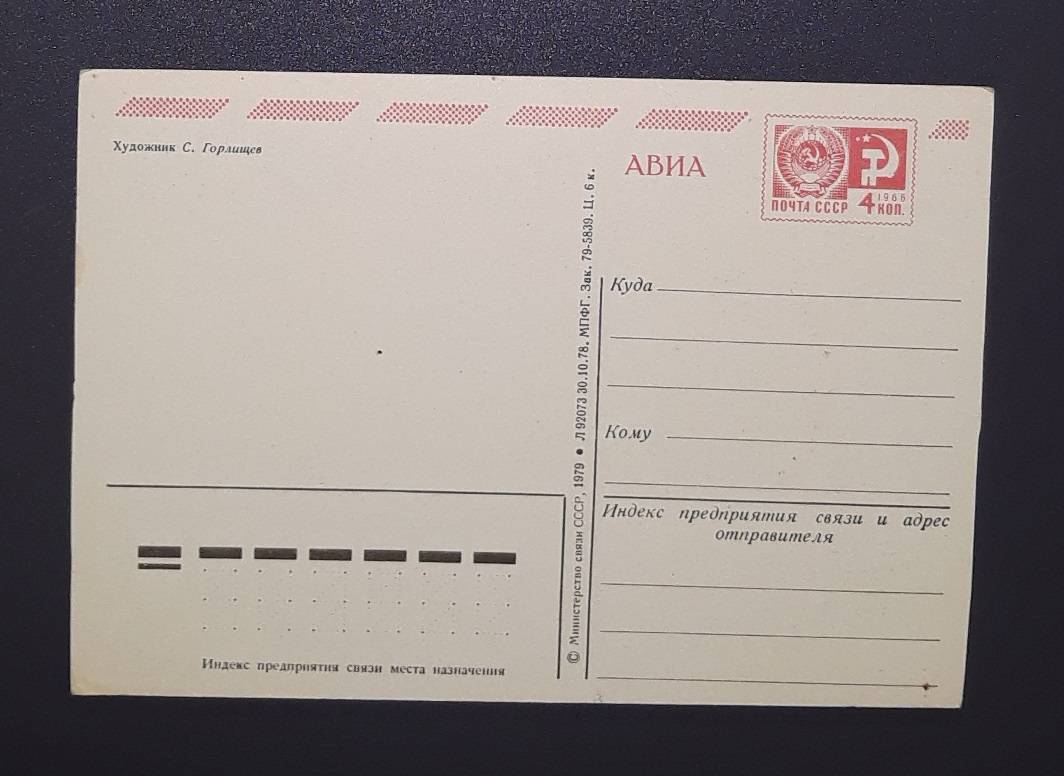 Художник С. Горлищев
АВИА
ПОЧТА СССР
1966
4 КОП.
Куда
Кому
Индекс предприятия связи и адрес
отправителя
© Министерство связи СССР, 1979 ● Л 92073 30.10.78. МПФГ. Зак. 79-5839. Ц. 6 к.
Индекс предприятия связи места назначения